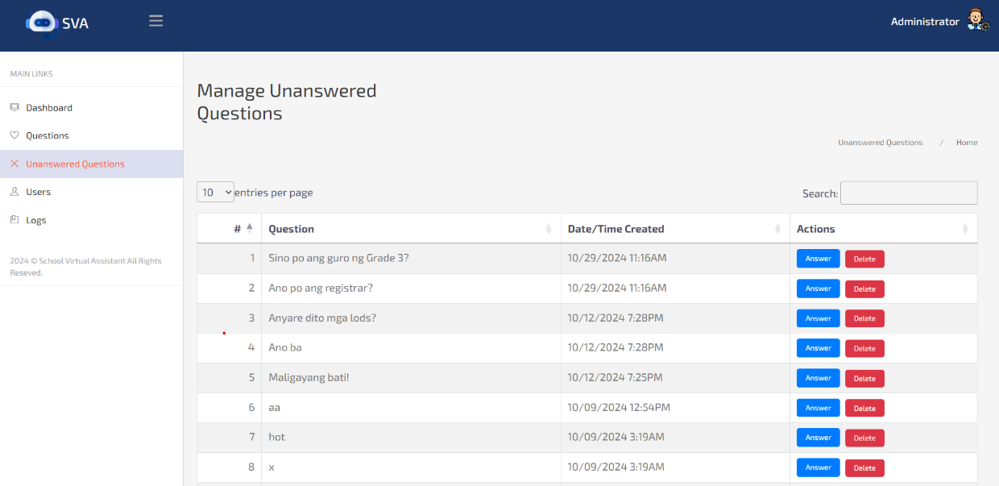 SVA
Administrator
MAIN LINKS
Dashboard
Questions
Unanswered Questions
Users
Logs
2024 © School Virtual Assistant All Rights
Reseved.
Manage Unanswered
Questions
Unanswered Questions / Home
10 entries per page
Search:
# Question Date/Time Created Actions
1 Sino po ang guro ng Grade 3? 10/29/2024 11:16AM Answer Delete
2 Ano po ang registrar? 10/29/2024 11:16AM Answer Delete
3 Anyare dito mga lods? 10/12/2024 7:28PM Answer Delete
4 Ano ba 10/12/2024 7:28PM Answer Delete
5 Maligayang bati! 10/12/2024 7:25PM Answer Delete
6 aa 10/09/2024 12:54PM Answer Delete
7 hot 10/09/2024 3:19AM Answer Delete
8 x 10/09/2024 3:19AM Answer Delete